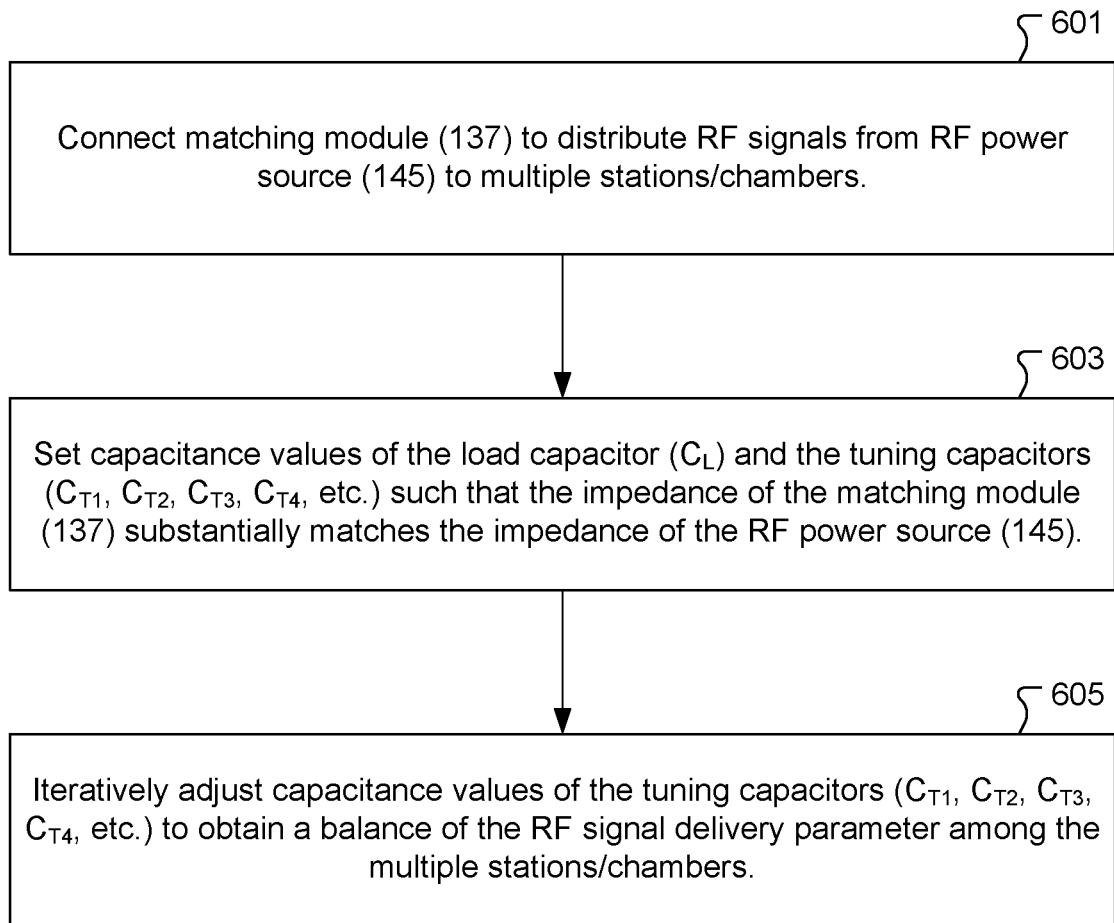 601
Connect matching module (137) to distribute RF signals from RF power
source (145) to multiple stations/chambers.
603
Set capacitance values of the load capacitor (CL) and the tuning capacitors
(CT1, CT2, CT3, CT4, etc.) such that the impedance of the matching module
(137) substantially matches the impedance of the RF power source (145).
605
Iteratively adjust capacitance values of the tuning capacitors (CT1, CT2, CT3,
CT4, etc.) to obtain a balance of the RF signal delivery parameter among the
multiple stations/chambers.